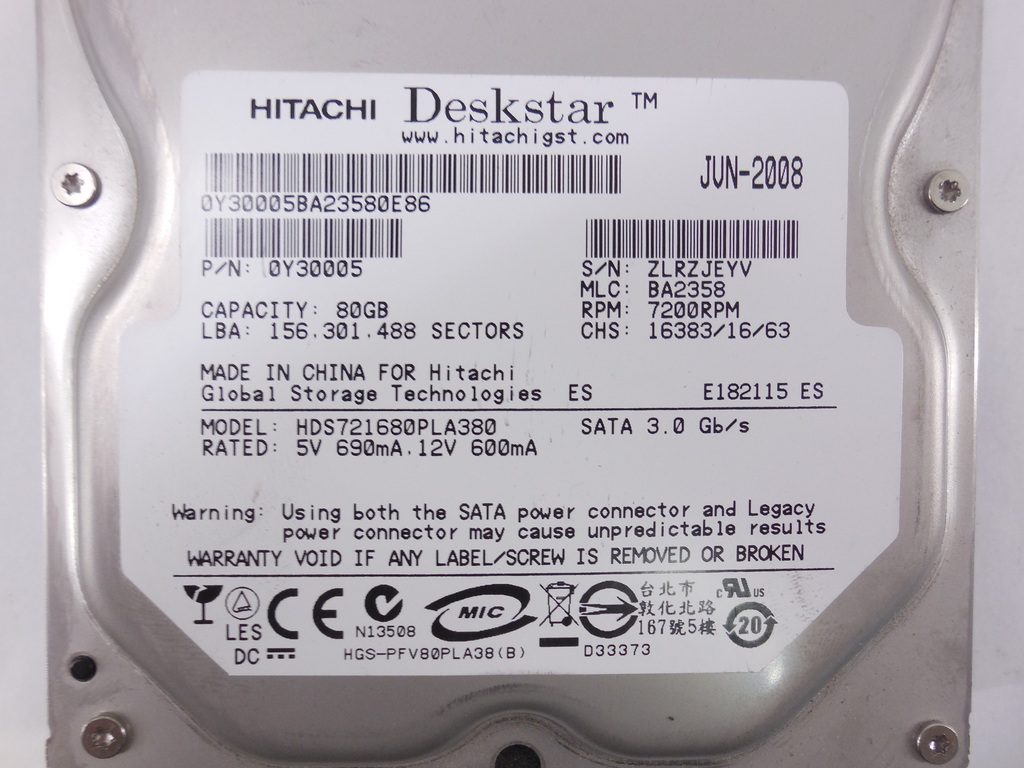 HITACHI Deskstar ™
www.hitachigst.com
JUN-2008
0Y30005BA23580E86
P/N: 0Y30005
S/N: ZLRZJEYV
MLC: BA2358
CAPACITY: 80GB
RPM: 7200RPM
LBA: 156.301.488 SECTORS
CHS: 16383/16/63
MADE IN CHINA FOR Hitachi
Global Storage Technologies ES E182115 ES
MODEL: HDS721680PLA380 SATA 3.0 Gb/s
RATED: 5V 690mA.12V 600mA
Warning: Using both the SATA power connector and Legacy
power connector may cause unpredictable results
WARRANTY VOID IF ANY LABEL/SCREW IS REMOVED OR BROKEN
LES
DC
CE
N13508
MIC
HGS-PFV80PLA38(B)
D33373
台北市
敦化北路
167號5樓
c RU US
20